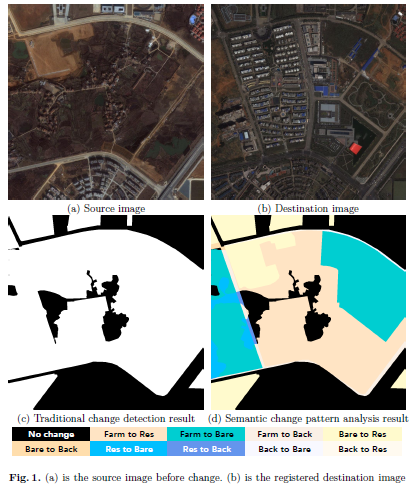 (a) Source image
(b) Destination image
(c) Traditional change detection result
(d) Semantic change pattern analysis result
No change
Farm to Res
Farm to Bare
Farm to Back
Bare to Res
Bare to Back
Res to Bare
Res to Back
Back to Bare
Back to Res
Fig. 1. (a) is the source image before change. (b) is the registered destination image